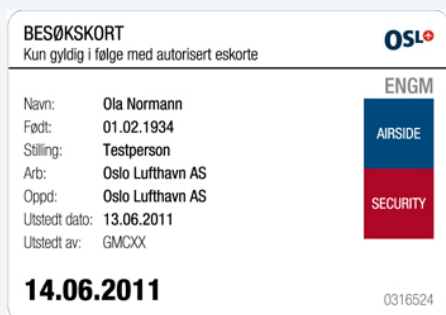 BESØKSKORT
Kun gyldig i følge med autorisert eskorte
OSL
ENGM
Navn: Ola Normann
Født: 01.02.1934
Stilling: Testperson
Arb: Oslo Lufthavn AS
Oppd: Oslo Lufthavn AS
Utstedt dato: 13.06.2011
Utstedt av: GMCXX
AIRSIDE
SECURITY
14.06.2011
0316524